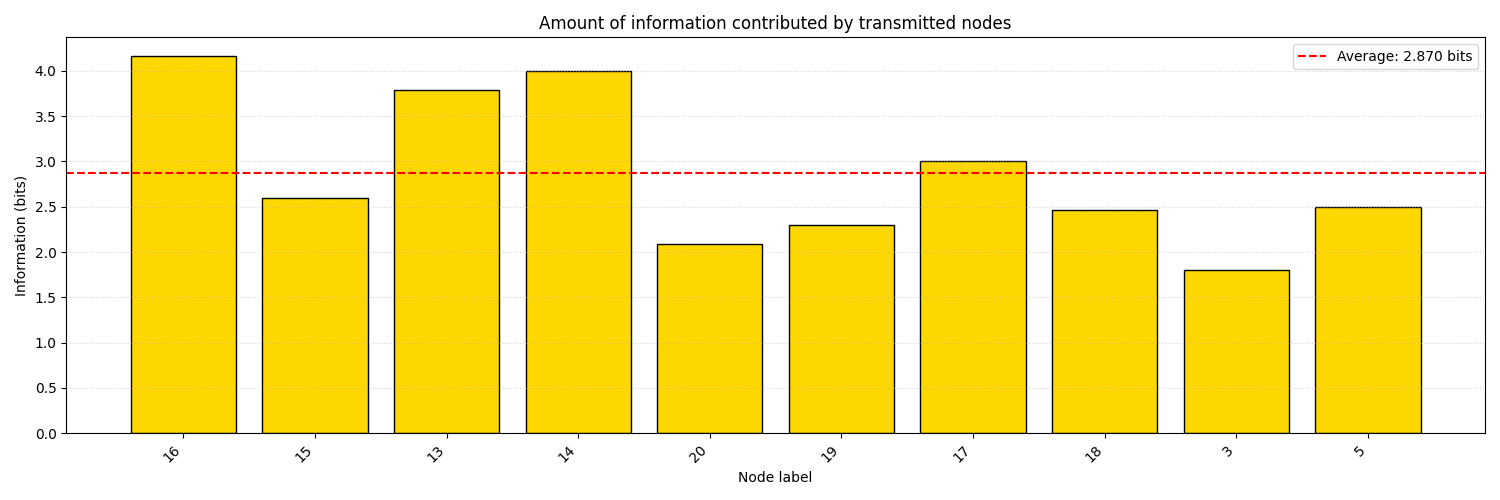 Amount of information contributed by transmitted nodes
Average: 2.870 bits
Information (bits)
4.0
3.5
3.0
2.5
2.0
1.5
1.0
0.5
0.0
16 15 13 14 20 19 17 18 3 5
Node label